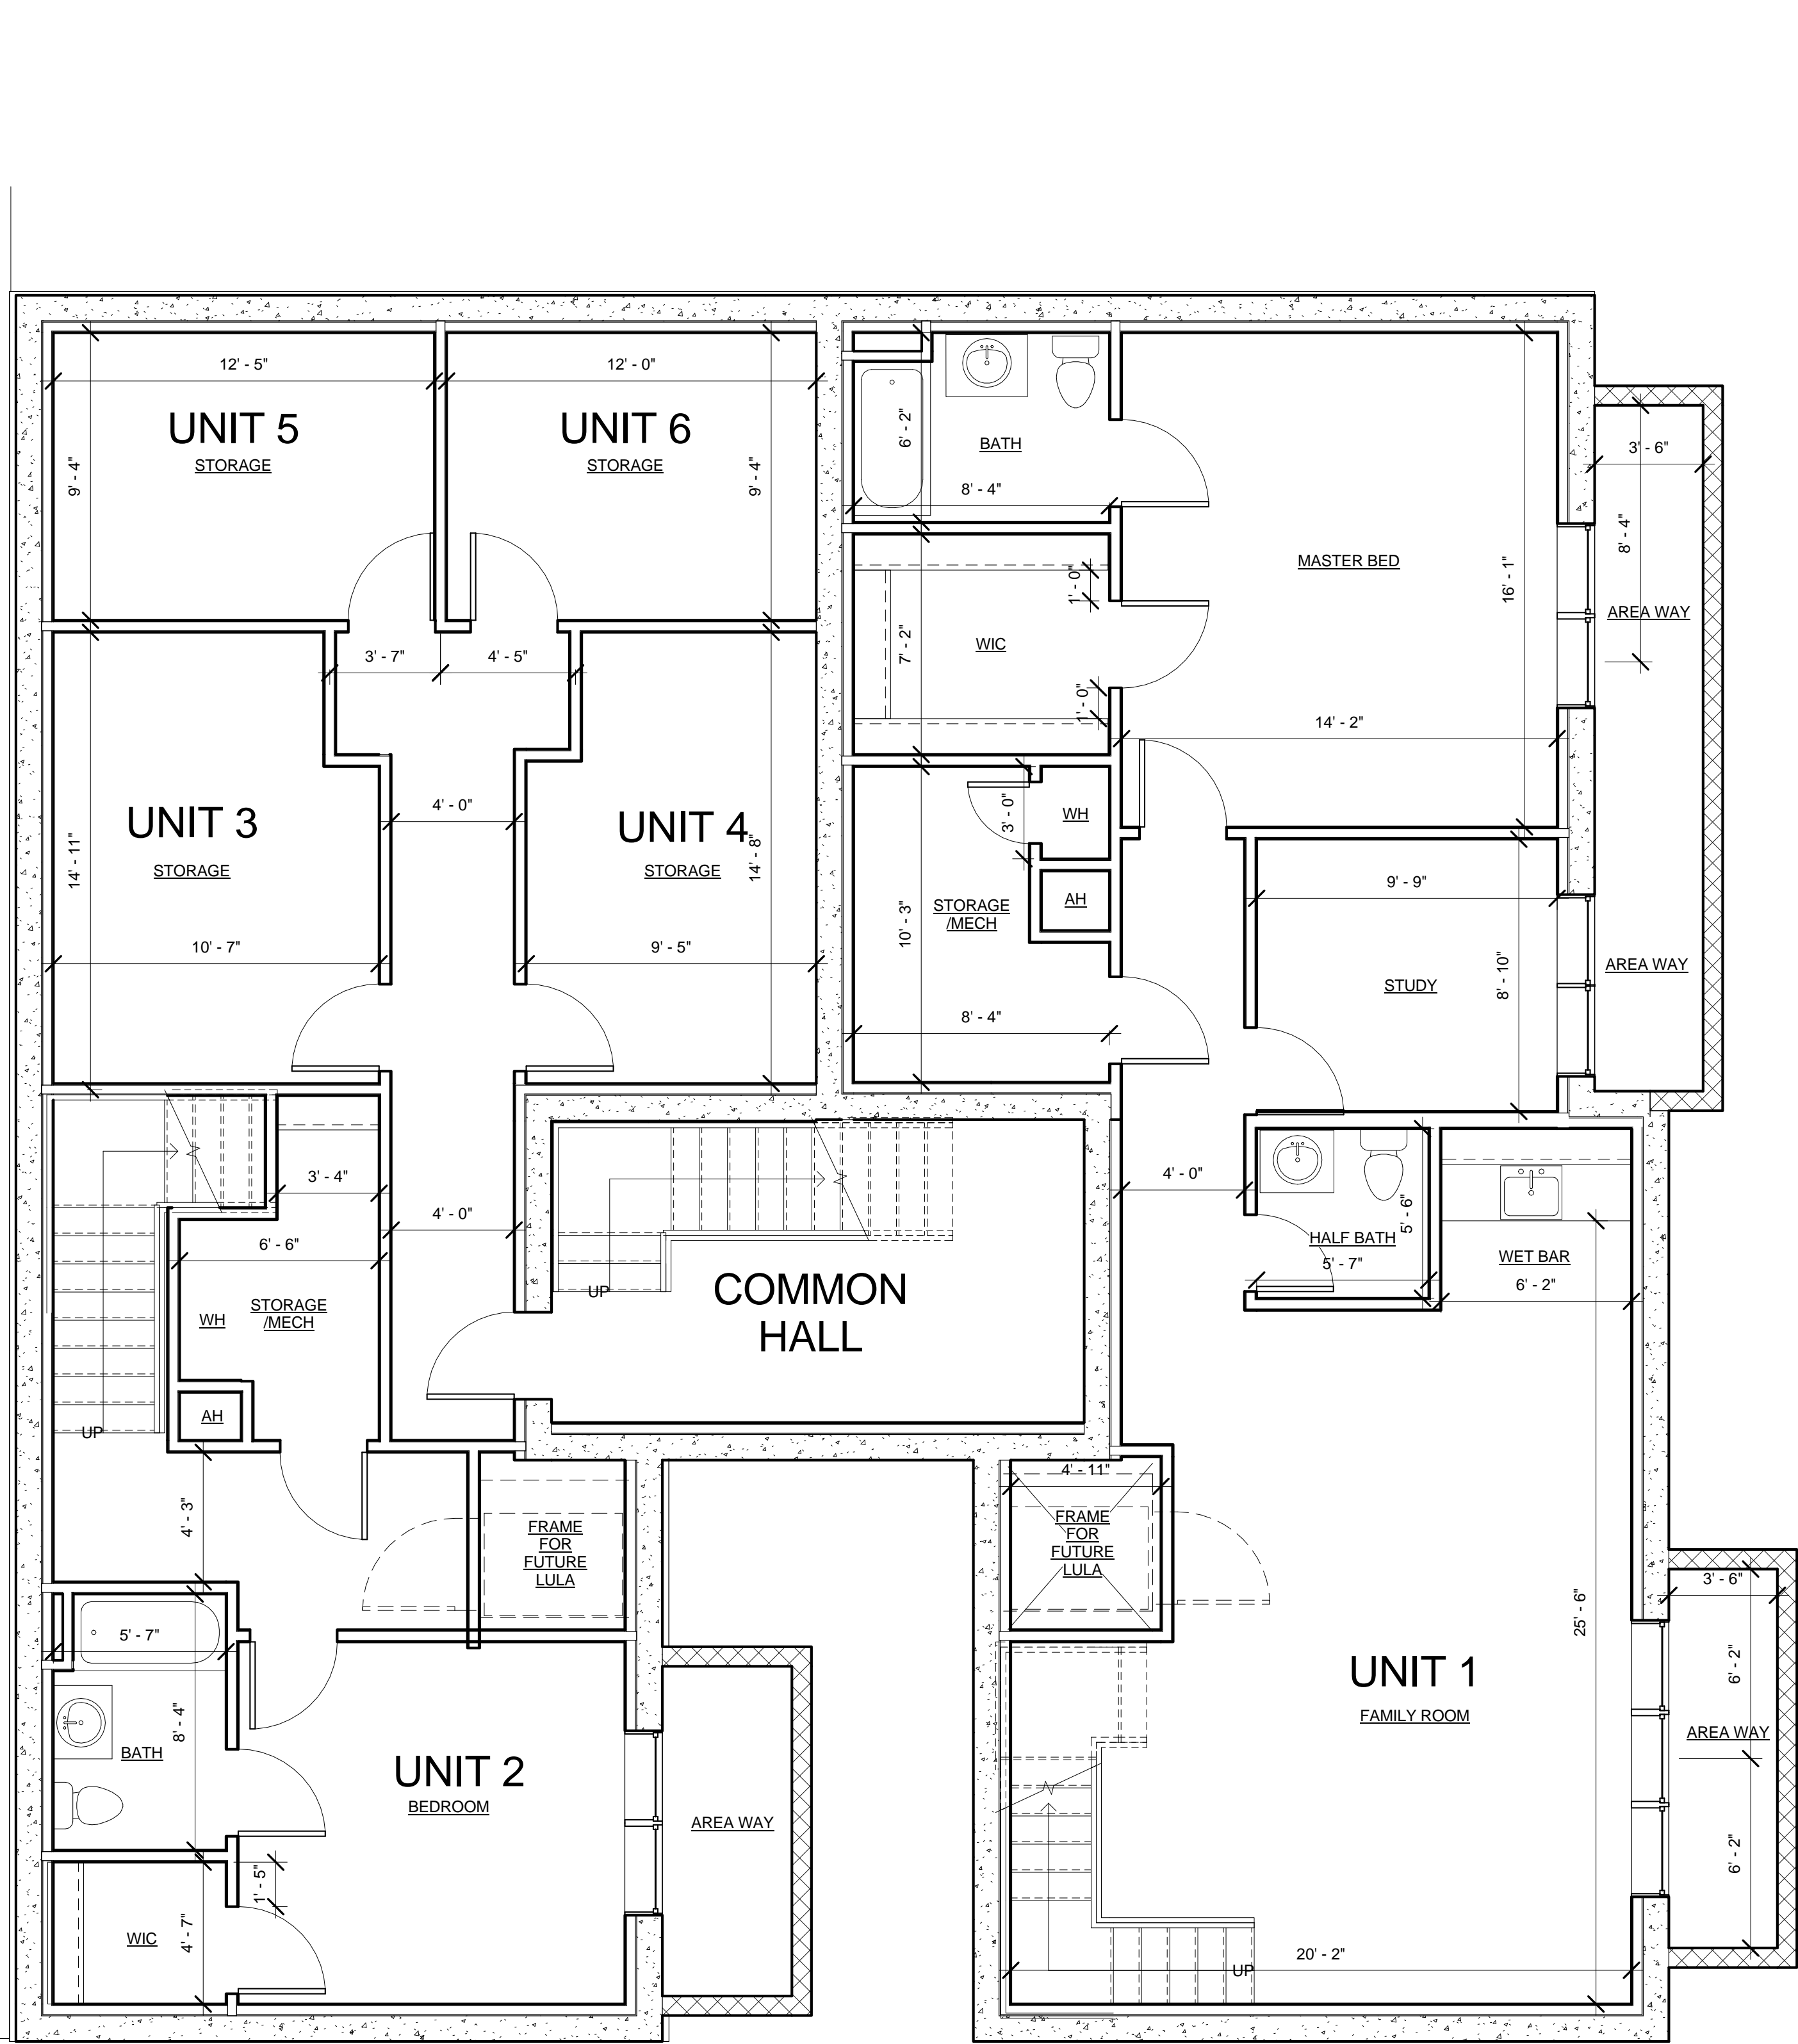 12' - 5"
12' - 0"
UNIT 5
STORAGE
9' - 4"
UNIT 6
STORAGE
9' - 4"
6' - 2"
BATH
8' - 4"
3' - 6"
8' - 4"
MASTER BED
16' - 1"
AREA WAY
1' - 0"
WIC
7' - 2"
1' - 0"
14' - 2"
3' - 7"
4' - 5"
4' - 0"
UNIT 3
STORAGE
14' - 11"
10' - 7"
UNIT 4
STORAGE
14' - 8"
9' - 5"
3' - 0"
WH
AH
STORAGE
/MECH
10' - 3"
8' - 4"
9' - 9"
STUDY
8' - 10"
AREA WAY
3' - 4"
4' - 0"
6' - 6"
WH
STORAGE
/MECH
AH
UP
UP
COMMON
HALL
4' - 0"
HALF BATH
5' - 6"
5' - 7"
WET BAR
6' - 2"
4' - 3"
FRAME
FOR
FUTURE
LULA
4' - 11"
FRAME
FOR
FUTURE
LULA
25' - 6"
3' - 6"
6' - 2"
AREA WAY
6' - 2"
UNIT 1
FAMILY ROOM
5' - 7"
8' - 4"
BATH
UNIT 2
BEDROOM
AREA WAY
1' - 5"
WIC
4' - 7"
20' - 2"
UP